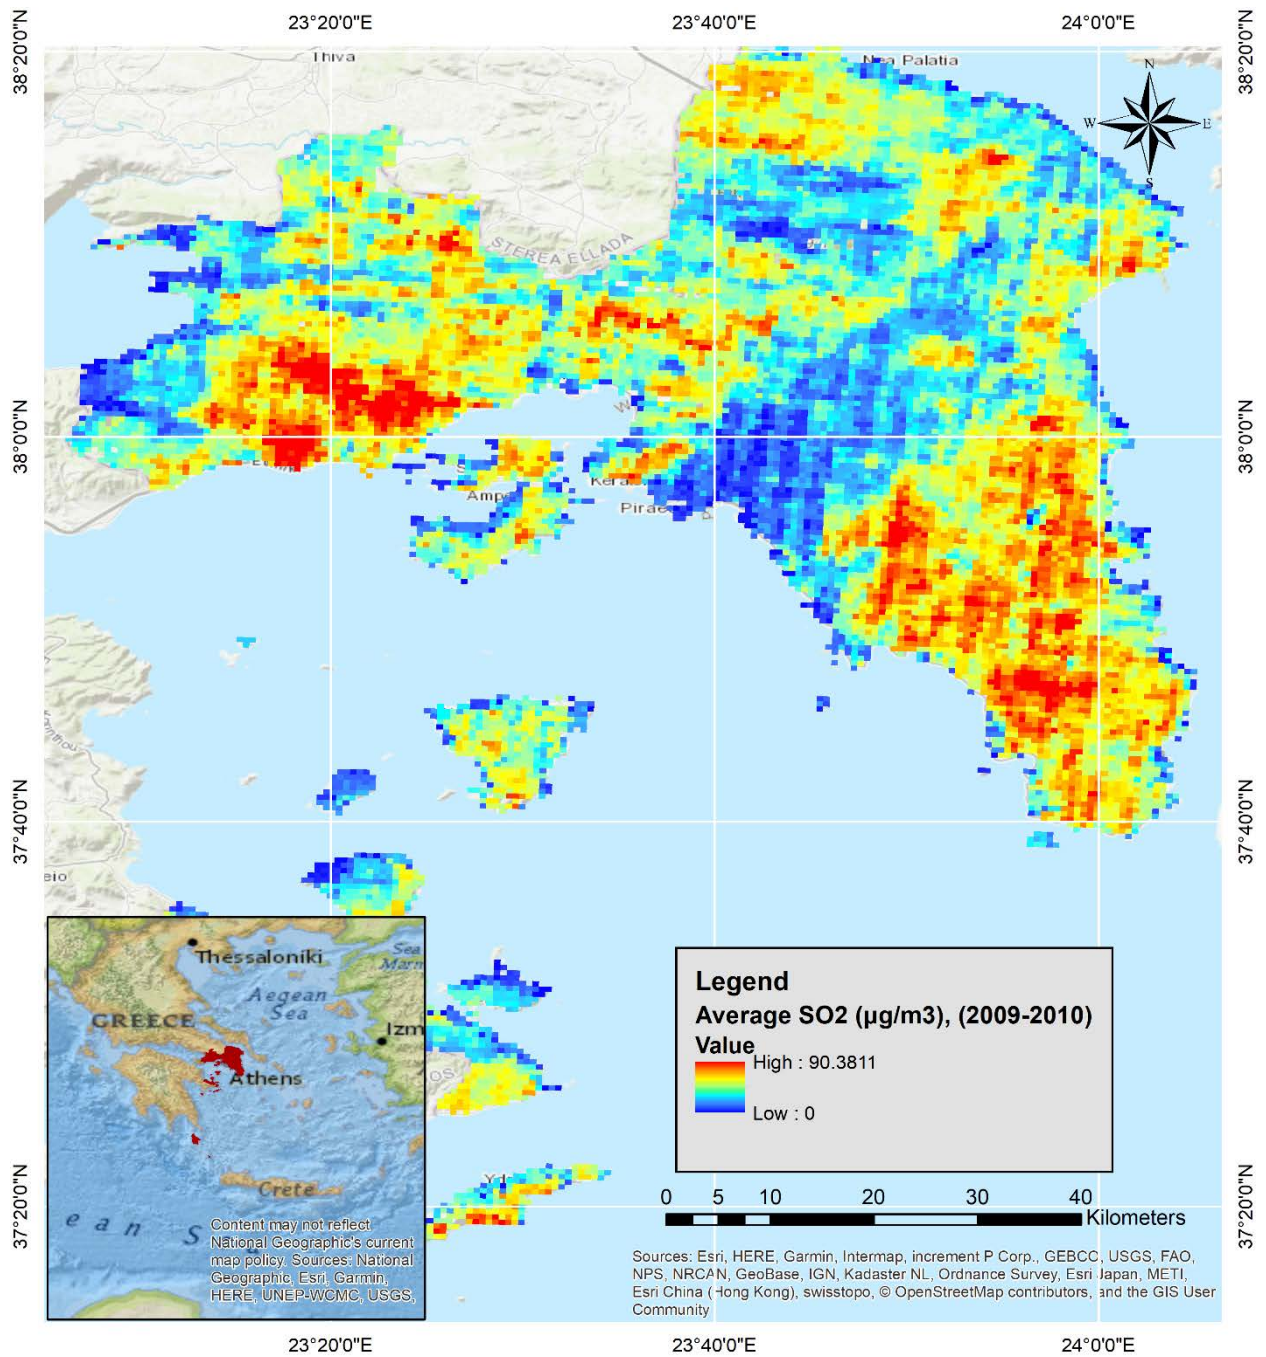 23°20'0"E
23°40'0"E
24°0'0"E
38°20'0"N
38°20'0"N
Thiva
Nea Palatia
N
W
E
S
STEREA ELLADA
38°0'0"N
38°0'0"N
37°40'0"N
37°40'0"N
Thessaloniki
Sea
Aegean
Sea
GREECE
Athens
Crete
Content may not reflect
National Geographic's current
map policy. Sources: National
Geographic, Esri, Garmin,
HERE, UNEP-WCMC, USGS,
Legend
Average SO2 (µg/m3), (2009-2010)
Value
High : 90.3811
Low : 0
37°20'0"N
37°20'0"N
0 5 10 20 30 40
Kilometers
Sources: Esri, HERE, Garmin, Intermap, increment P Corp., GEBCO, USGS, FAO,
NPS, NRCAN, GeoBase, IGN, Kadaster NL, Ordnance Survey, Esri Japan, METI,
Esri China (Hong Kong), swisstopo, © OpenStreetMap contributors, and the GIS User
Community
23°20'0"E
23°40'0"E
24°0'0"E